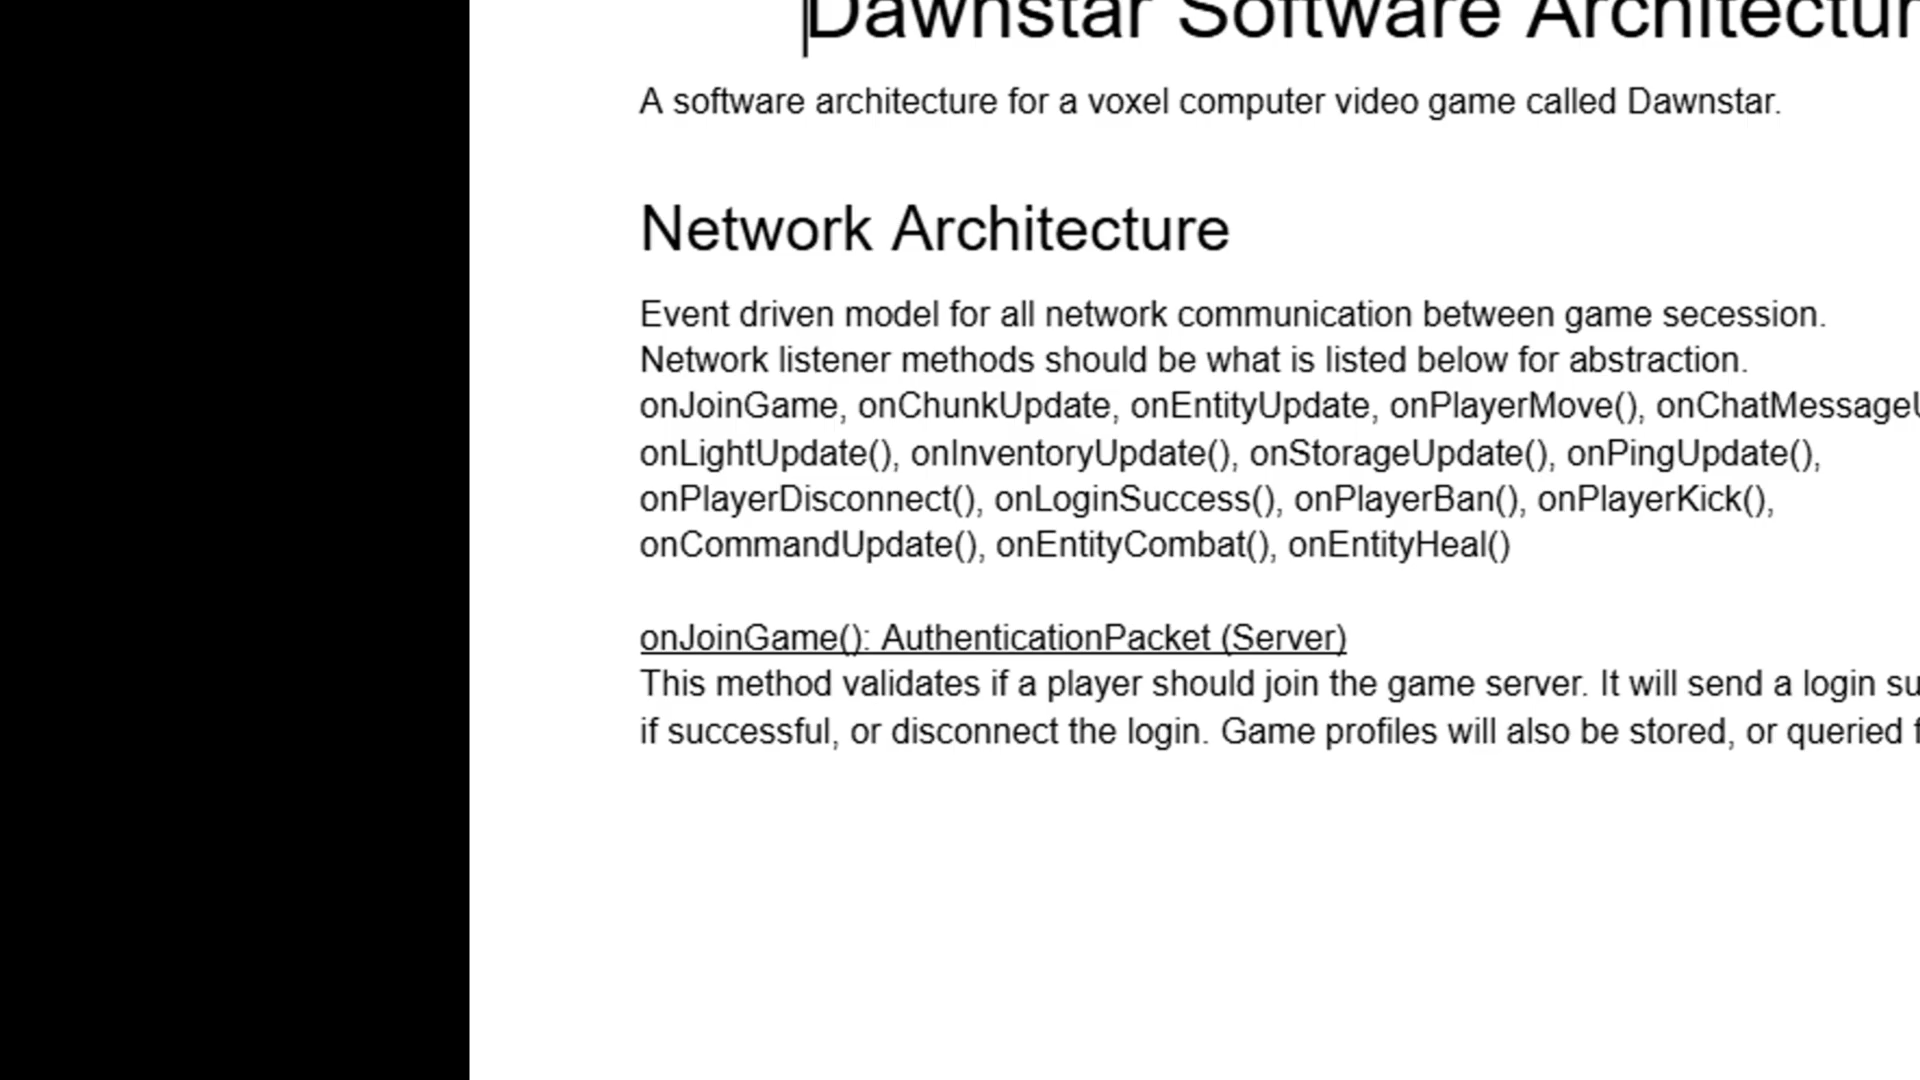 Dawnstar Software Architectur
A software architecture for a voxel computer video game called Dawnstar.
Network Architecture
Event driven model for all network communication between game secession.
Network listener methods should be what is listed below for abstraction.
onJoinGame, onChunkUpdate, onEntityUpdate, onPlayerMove(), onChatMessageU
onLightUpdate(), onInventoryUpdate(), onStorageUpdate(), onPingUpdate(),
onPlayerDisconnect(), onLoginSuccess(), onPlayerBan(), onPlayerKick(),
onCommandUpdate(), onEntityCombat(), onEntityHeal()
onJoinGame(): AuthenticationPacket (Server)
This method validates if a player should join the game server. It will send a login su
if successful, or disconnect the login. Game profiles will also be stored, or queried f